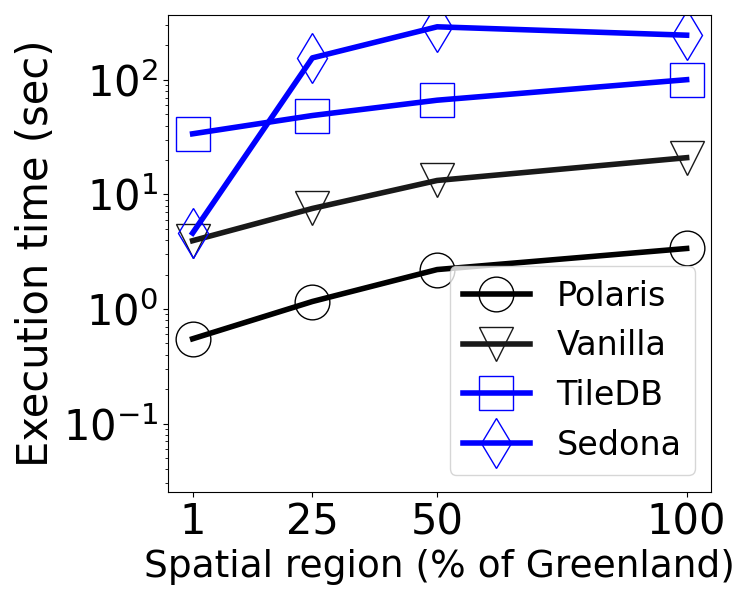 Execution time (sec)
10²
10¹
10⁰
10⁻¹
Polaris
Vanilla
TileDB
Sedona
1 25 50 100
Spatial region (% of Greenland)